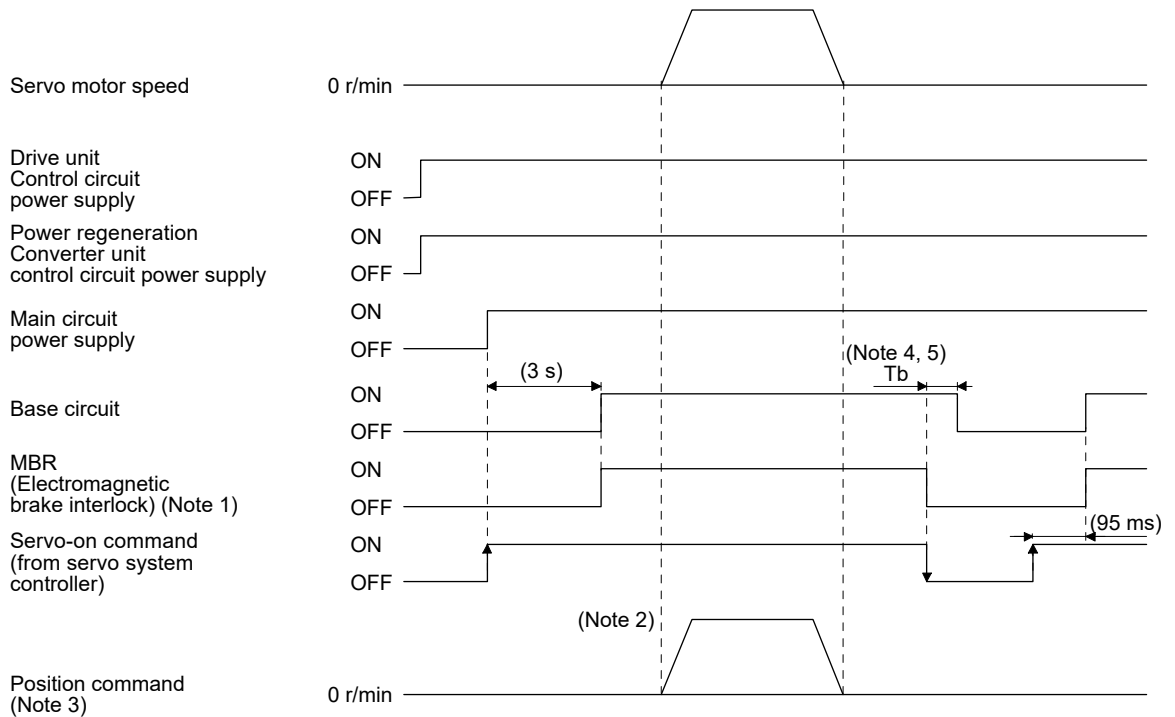 Servo motor speed
0 r/min
Drive unit
Control circuit
power supply
ON
OFF
Power regeneration
Converter unit
control circuit power supply
ON
OFF
Main circuit
power supply
ON
OFF
(3 s)
(Note 4, 5)
Tb
Base circuit
ON
OFF
MBR
(Electromagnetic
brake interlock) (Note 1)
ON
OFF
(95 ms)
Servo-on command
(from servo system
controller)
ON
OFF
(Note 2)
Position command
(Note 3)
0 r/min